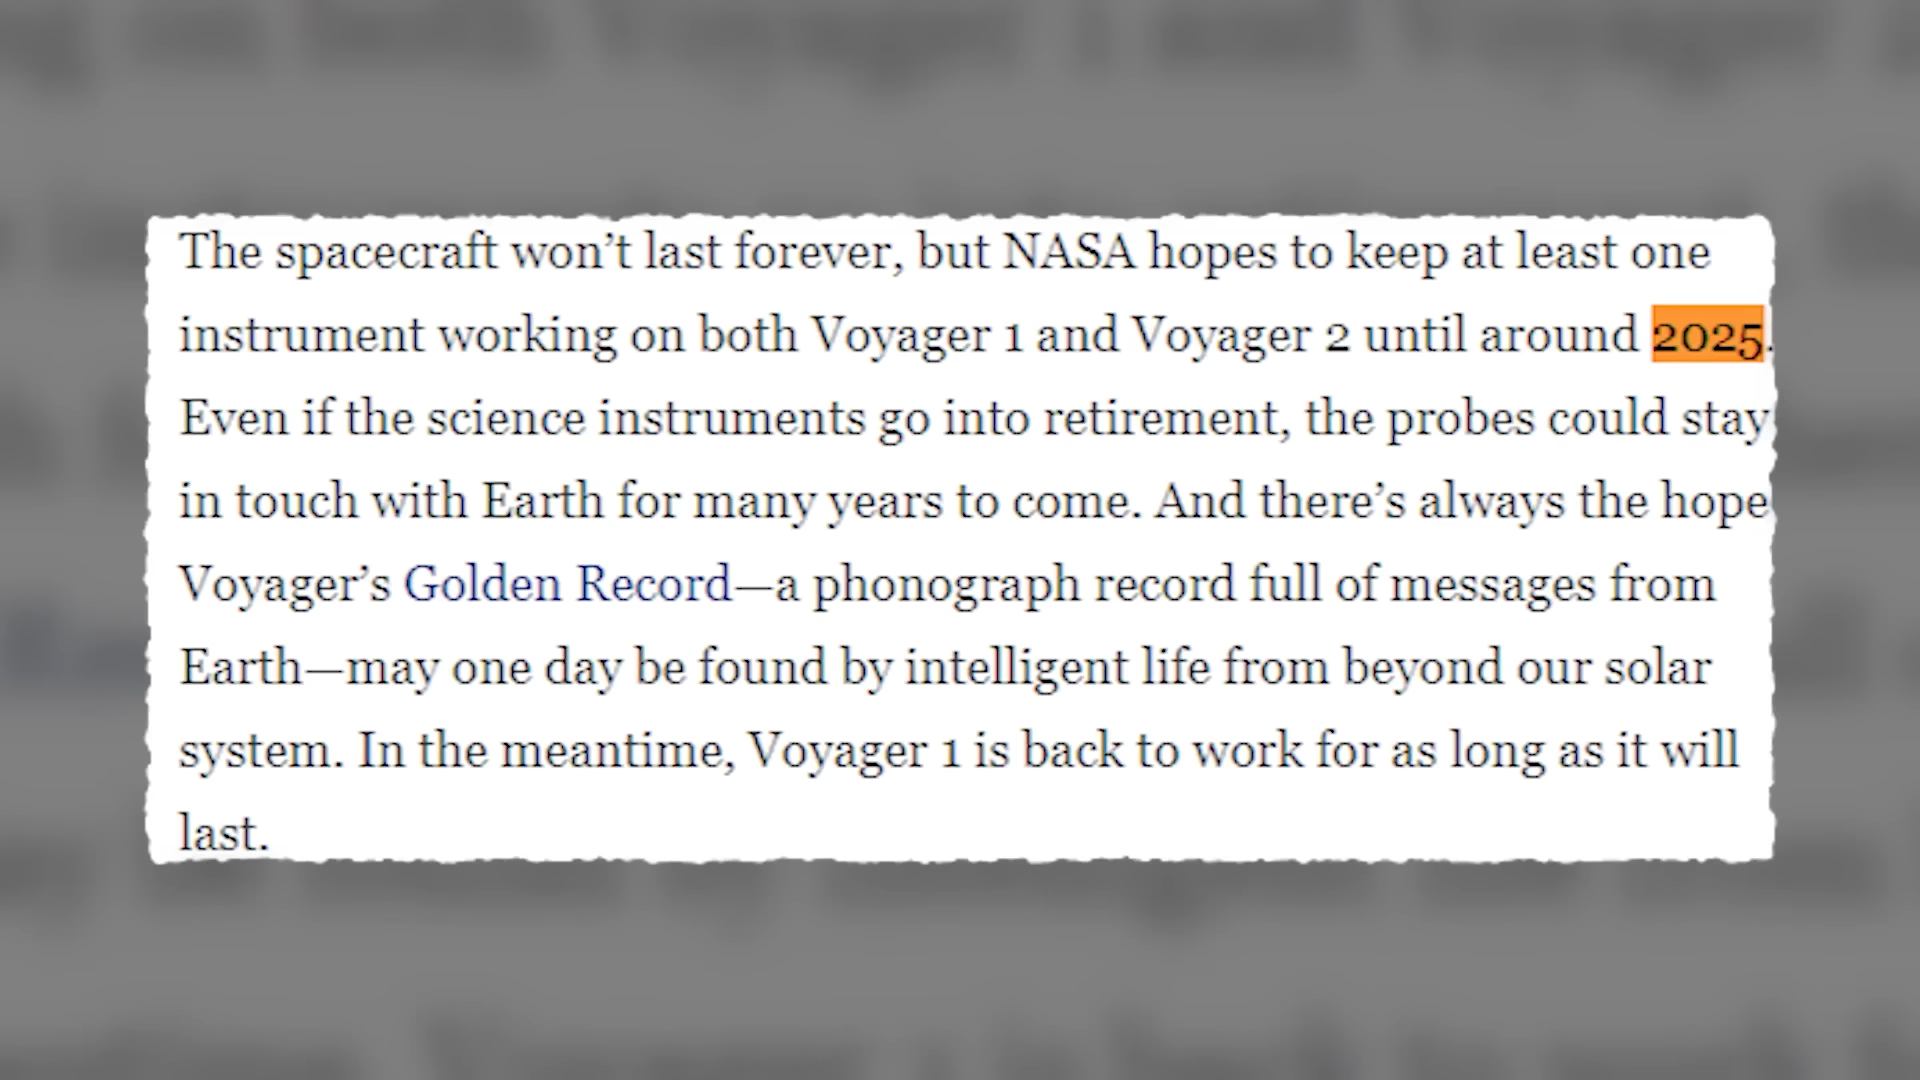 The spacecraft won’t last forever, but NASA hopes to keep at least one
instrument working on both Voyager 1 and Voyager 2 until around 2025.
Even if the science instruments go into retirement, the probes could stay
in touch with Earth for many years to come. And there’s always the hope
Voyager’s Golden Record—a phonograph record full of messages from
Earth—may one day be found by intelligent life from beyond our solar
system. In the meantime, Voyager 1 is back to work for as long as it will
last.